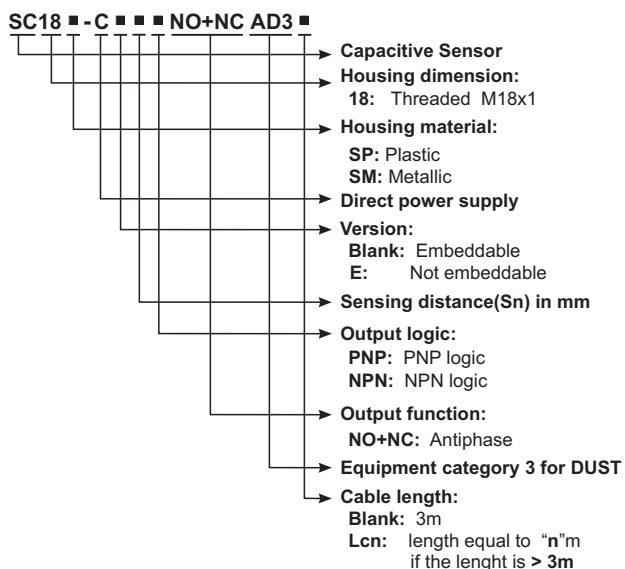 SC18 ■ - C ■ ■ ■ NO+NC AD3 ■
Capacitive Sensor
Housing dimension:
18: Threaded M18x1
Housing material:
SP: Plastic
SM: Metallic
Direct power supply
Version:
Blank: Embeddable
E: Not embeddable
Sensing distance(Sn) in mm
Output logic:
PNP: PNP logic
NPN: NPN logic
Output function:
NO+NC: Antiphase
Equipment category 3 for DUST
Cable length:
Blank: 3m
Lcn: length equal to “n”m
if the lenght is > 3m